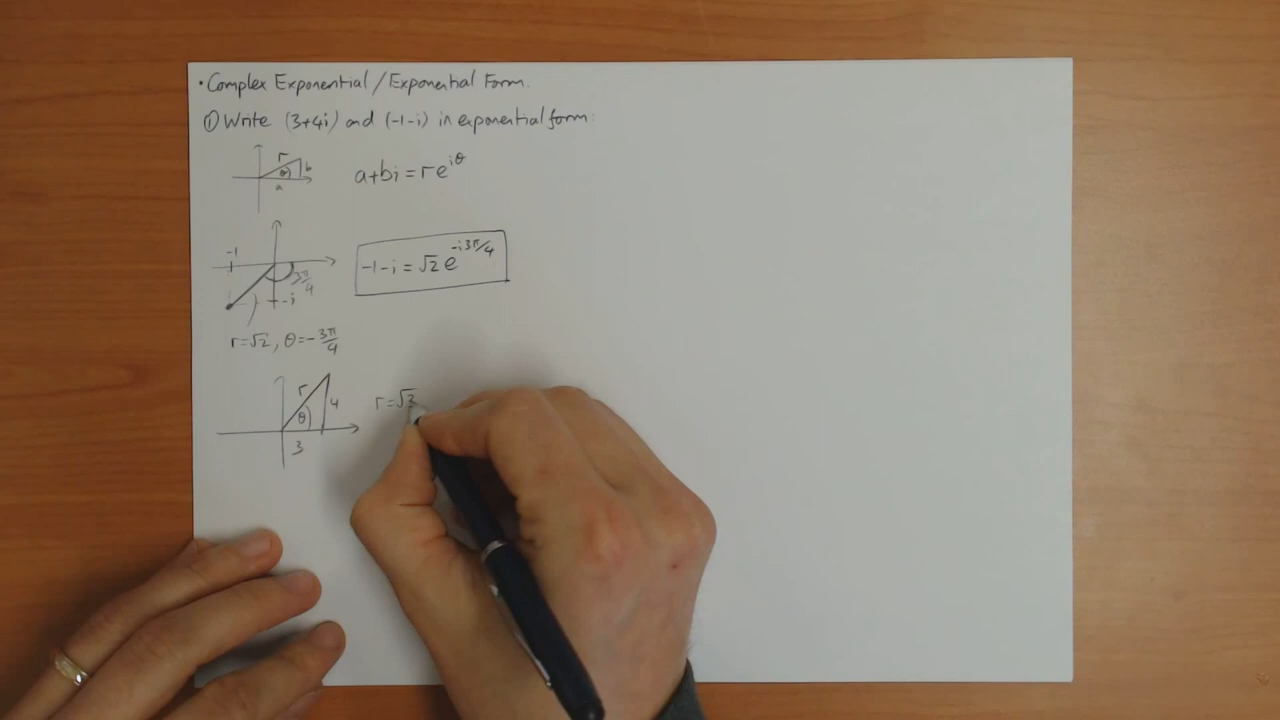 • Complex Exponential / Exponential Form.
① Write (3+4i) and (-1-i) in exponential form:
r
θ
b
a
a+bi = re^{iθ}
-1
3π/4
-i
-1-i = √2 e^{-i3π/4}
r=√2, θ=-3π/4
r
4
θ
3
r=√3